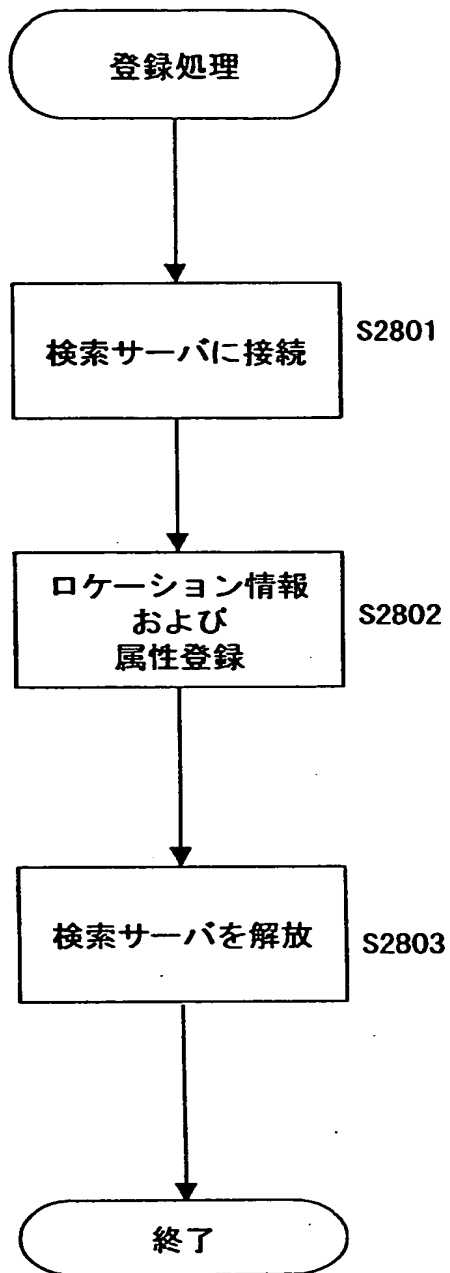 登録処理
検索サーバに接続
S2801
ロケーション情報
および
属性登録
S2802
検索サーバを解放
S2803
終了